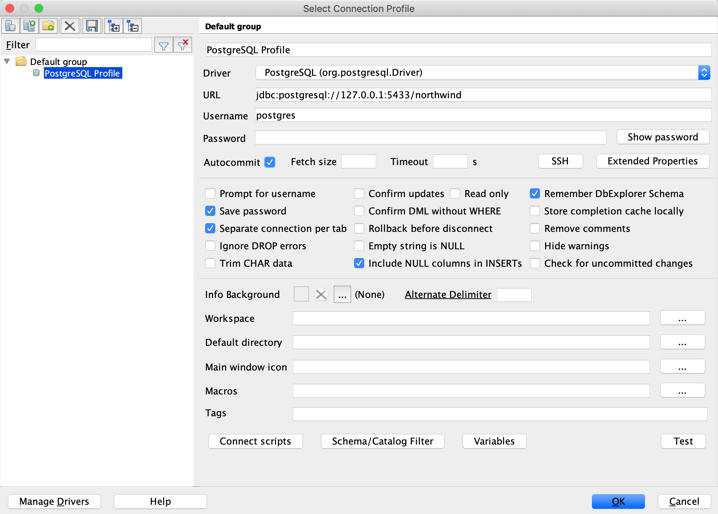 Select Connection Profile
Filter
Default group
PostgreSQL Profile
Default group
PostgreSQL Profile
Driver PostgreSQL (org.postgresql.Driver)
URL jdbc:postgresql://127.0.0.1:5433/northwind
Username postgres
Password Show password
Autocommit Fetch size Timeout s SSH Extended Properties
Prompt for username Confirm updates Read only Remember DbExplorer Schema
Save password Confirm DML without WHERE Store completion cache locally
Separate connection per tab Rollback before disconnect Remove comments
Ignore DROP errors Empty string is NULL Hide warnings
Trim CHAR data Include NULL columns in INSERTs Check for uncommitted changes
Info Background ... (None) Alternate Delimiter
Workspace ...
Default directory ...
Main window icon ...
Macros ...
Tags
Connect scripts Schema/Catalog Filter Variables Test
Manage Drivers Help OK Cancel